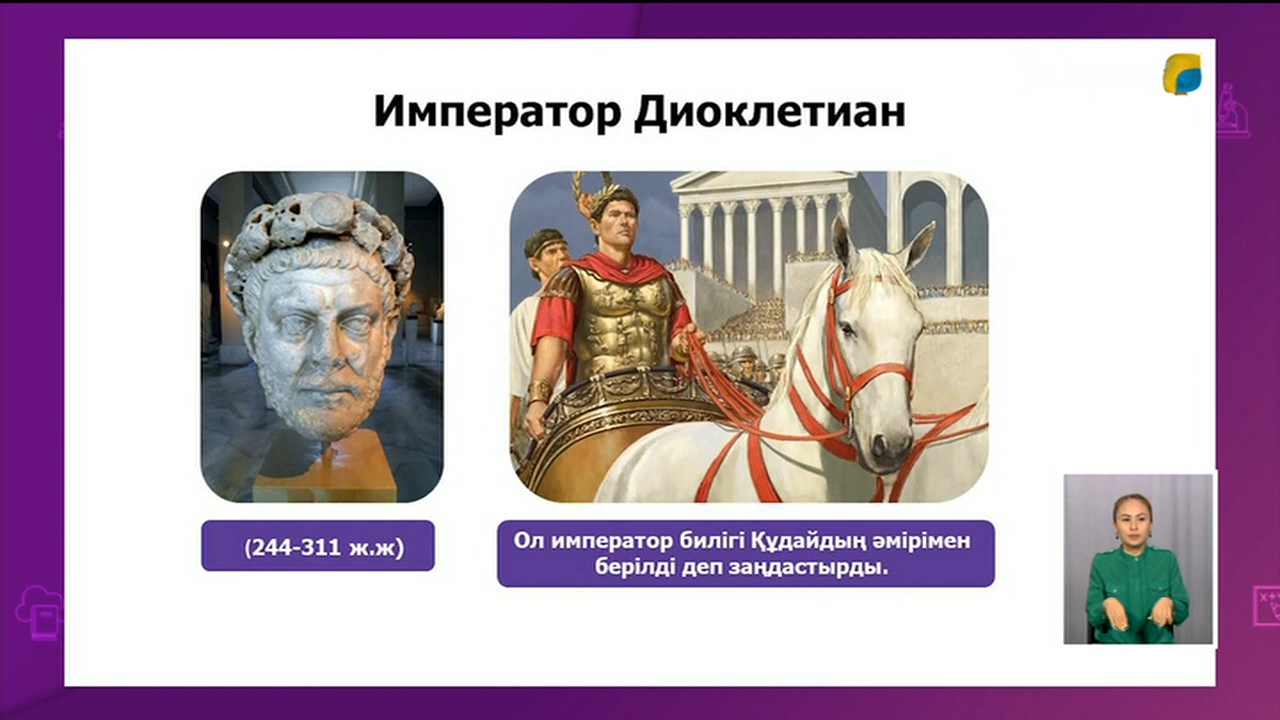 Император Диоклетиан
(244-311 ж.ж)
Ол император билігі Құдайдың әмірімен
берілді деп заңдастырды.